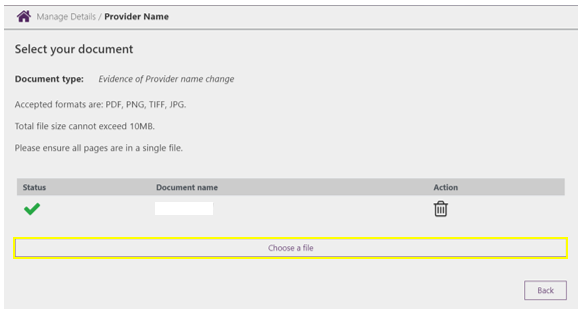 Manage Details / Provider Name
Select your document
Document type: Evidence of Provider name change
Accepted formats are: PDF, PNG, TIFF, JPG.
Total file size cannot exceed 10MB.
Please ensure all pages are in a single file.
Status Document name Action
Choose a file
Back